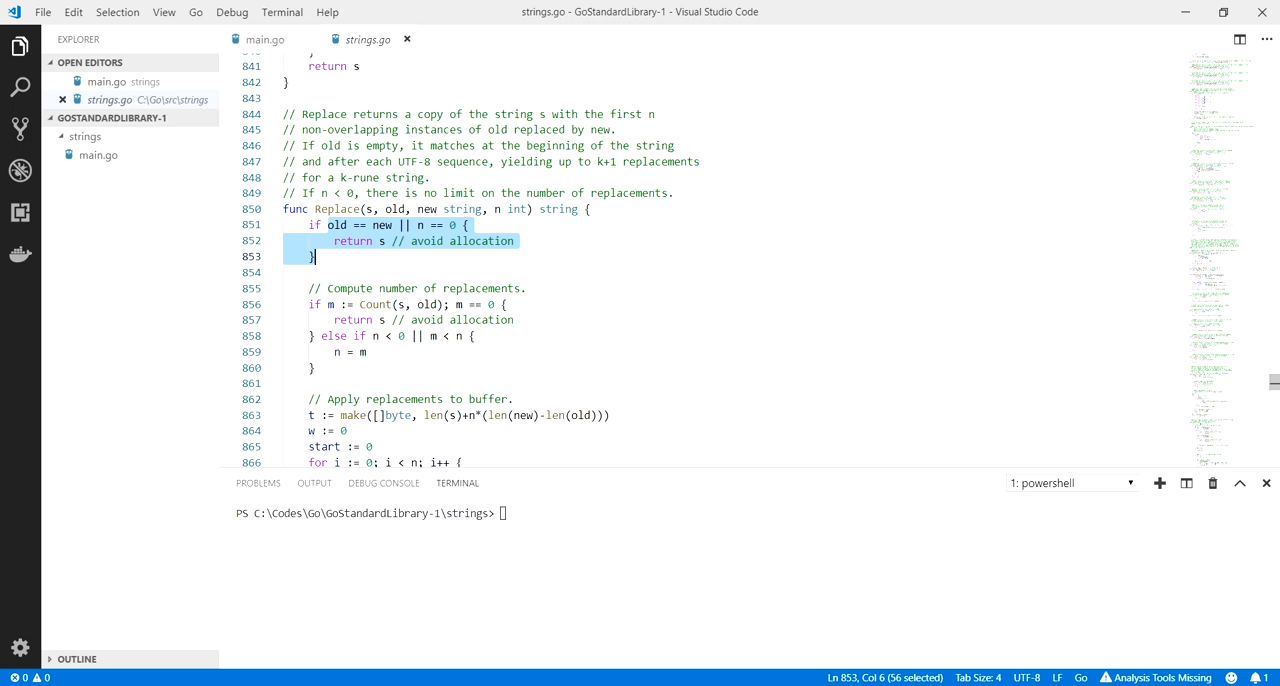 File Edit Selection View Go Debug Terminal Help
strings.go - GoStandardLibrary-1 - Visual Studio Code
EXPLORER
OPEN EDITORS
main.go strings
strings.go C:\Go\src\strings
GOSTANDARDLIBRARY-1
strings
main.go
OUTLINE
main.go strings.go
841 return s
842 }
843
844 // Replace returns a copy of the string s with the first n
845 // non-overlapping instances of old replaced by new.
846 // If old is empty, it matches at the beginning of the string
847 // and after each UTF-8 sequence, yielding up to k+1 replacements
848 // for a k-rune string.
849 // If n < 0, there is no limit on the number of replacements.
850 func Replace(s, old, new string, n int) string {
851 if old == new || n == 0 {
852 return s // avoid allocation
853 }
854
855 // Compute number of replacements.
856 if m := Count(s, old); m == 0 {
857 return s // avoid allocation
858 } else if n < 0 || m < n {
859 n = m
860 }
861
862 // Apply replacements to buffer.
863 t := make([]byte, len(s)+n*(len(new)-len(old)))
864 w := 0
865 start := 0
866 for i := 0; i < n; i++ {
PROBLEMS OUTPUT DEBUG CONSOLE TERMINAL
1: powershell
PS C:\Codes\Go\GoStandardLibrary-1\strings>
0 0
Ln 853, Col 6 (56 selected) Tab Size: 4 UTF-8 LF Go Analysis Tools Missing 1